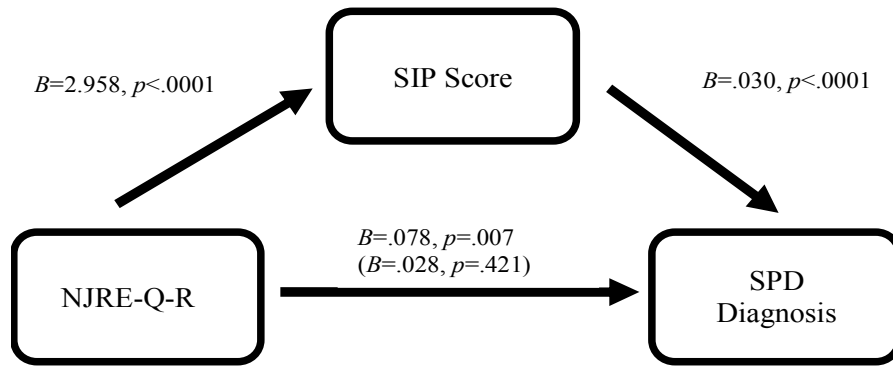 SIP Score
B=2.958, p<.0001
B=.030, p<.0001
B=.078, p=.007
(B=.028, p=.421)
NJRE-Q-R
SPD
Diagnosis